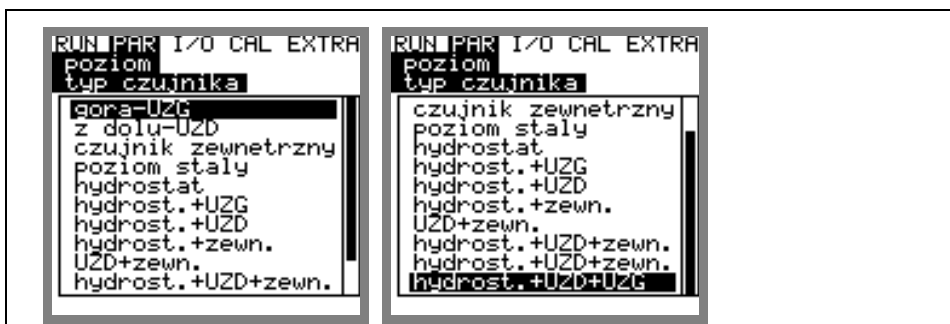 RUN PAR I/O CAL EXTRA
poziom
typ czujnika
gora-UZG
z dolu-UZD
czujnik zewnetrzny
poziom staly
hydrostat
hydrost.+UZG
hydrost.+UZD
hydrost.+zewn.
UZD+zewn.
hydrost.+UZD+zewn.
RUN PAR I/O CAL EXTRA
poziom
typ czujnika
czujnik zewnetrzny
poziom staly
hydrostat
hydrost.+UZG
hydrost.+UZD
hydrost.+zewn.
UZD+zewn.
hydrost.+UZD+zewn.
hydrost.+UZD+zewn.
hydrost.+UZD+UZG